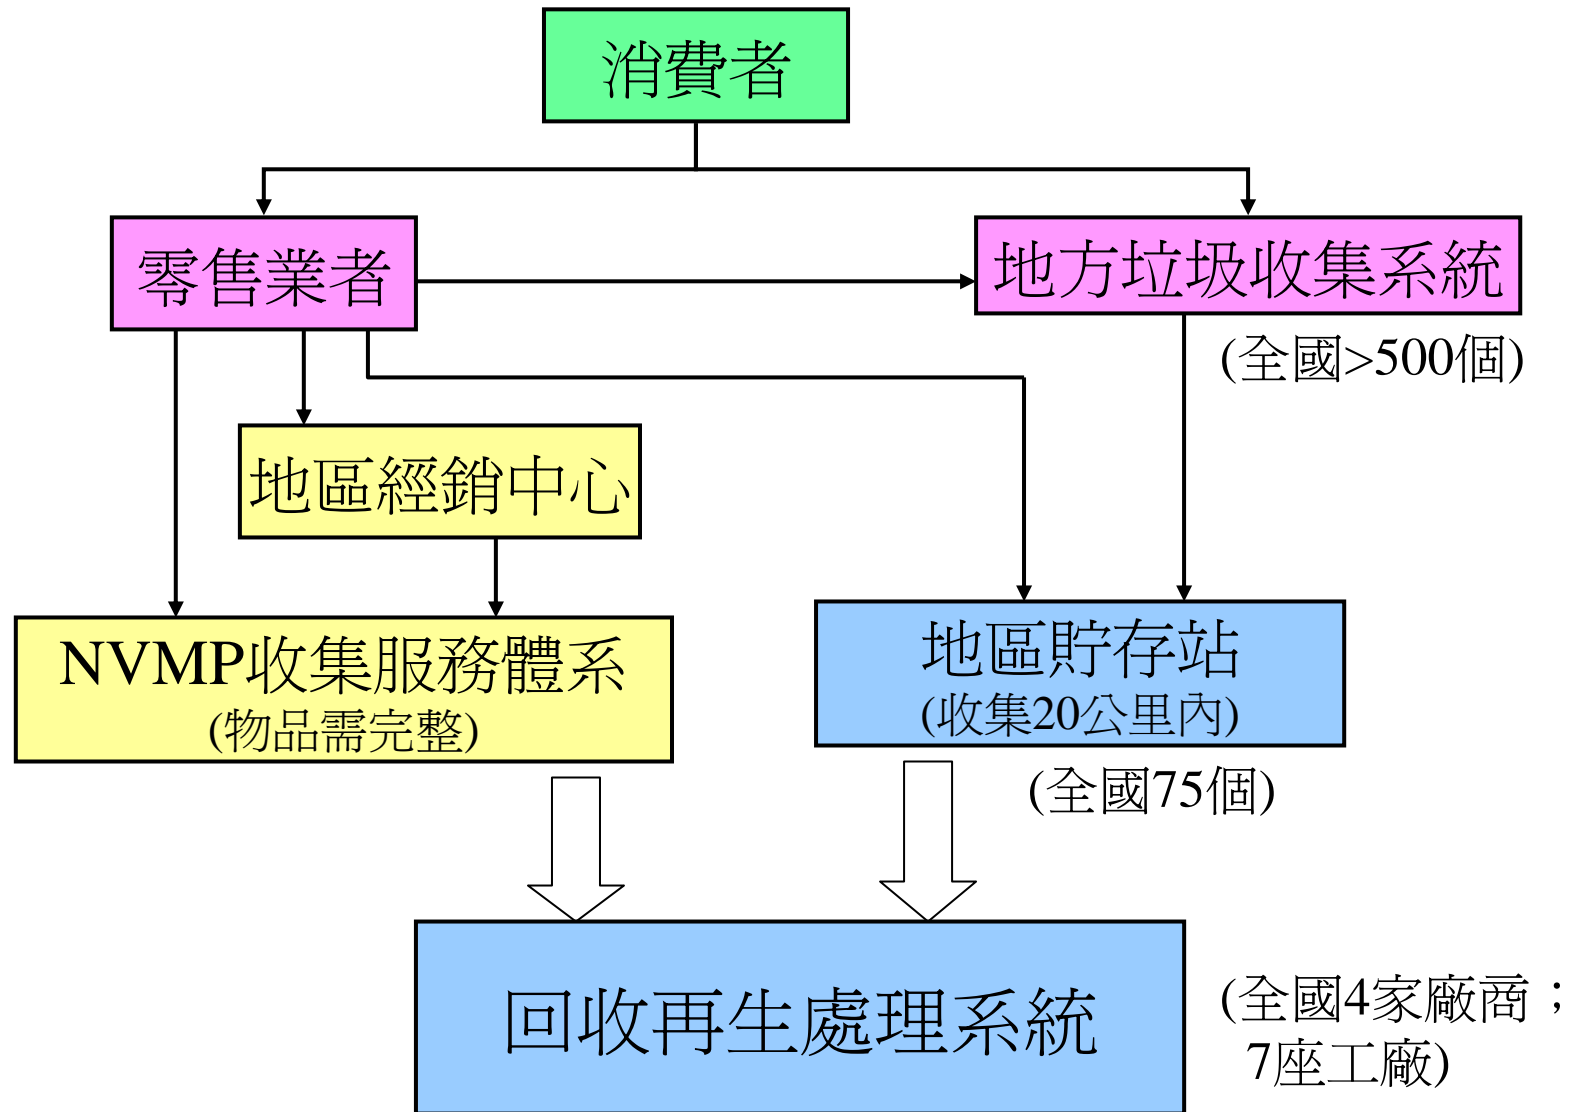 消費者
零售業者
地方垃圾收集系統
(全國>500個)
地區經銷中心
NVMP收集服務體系
(物品需完整)
地區貯存站
(收集20公里內)
(全國75個)
回收再生處理系統
(全國4家廠商；
7座工廠)